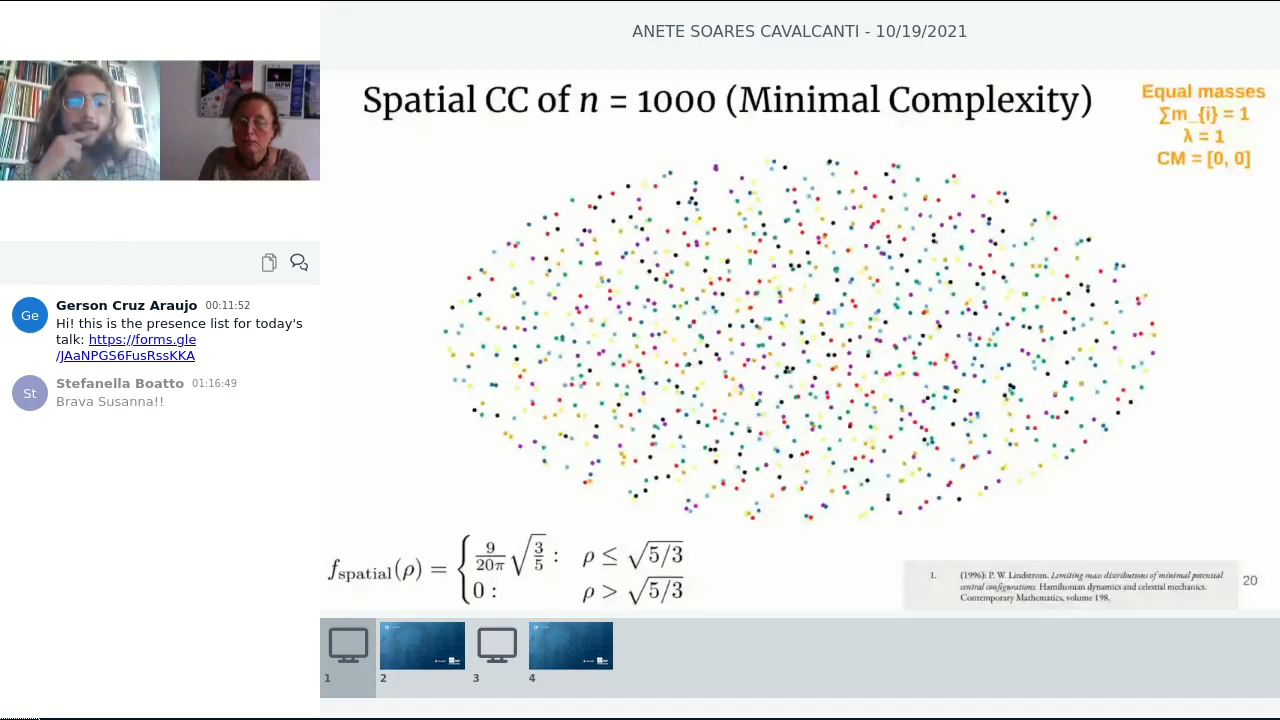 ANETE SOARES CAVALCANTI - 10/19/2021
Spatial CC of n = 1000 (Minimal Complexity)
Equal masses
∑m_{i} = 1
λ = 1
CM = [0, 0]
MPM
Ge
Gerson Cruz Araujo 00:11:52
Hi! this is the presence list for today's
talk: https://forms.gle
/JAaNPGS6FusRssKKA
St
Stefanella Boatto 01:16:49
Brava Susanna!!
f_spatial(ρ) = { 9/20π √3/5 : ρ ≤ √5/3
0 : ρ > √5/3
1. (1996): P. W. Lindstrom. Limiting mass distributions of minimal potential
central configurations. Hamiltonian dynamics and celestial mechanics.
Contemporary Mathematics, volume 198.
20
1 2 3 4